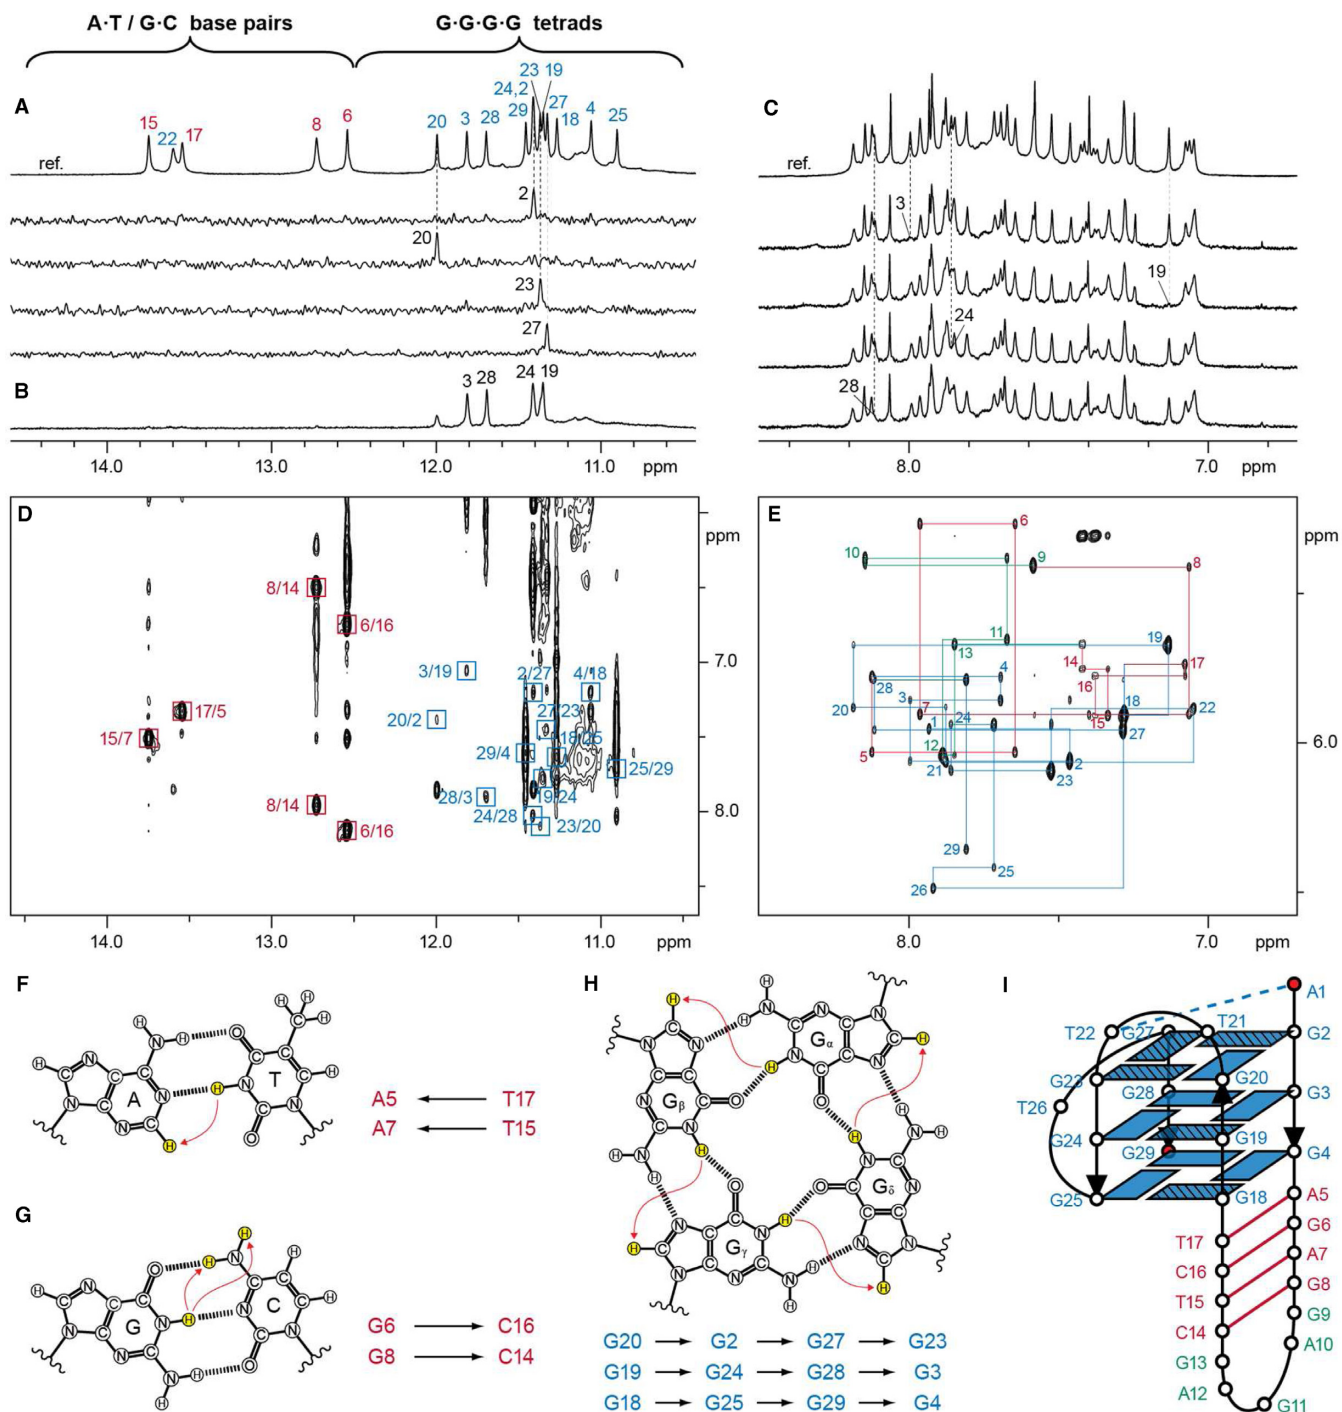 A·T / G·C base pairs
G·G·G·G tetrads
A
15
22
17
8
6
20
3
28
29
24,2
23
19
27
18
4
25
ref.
2
20
23
27
B
3
28
24
19
14.0
13.0
12.0
11.0
ppm
C
ref.
3
19
24
28
8.0
7.0
ppm
D
ppm
8/14
6/16
3/19
2/27
4/18
7.0
17/5
20/2
27/23
15/7
29/4
18/25
25/29
8/14
28/3
19/24
8.0
6/16
24/28
23/20
14.0
13.0
12.0
11.0
ppm
E
6
ppm
10
9
8
11
19
13
14
17
28
4
16
3
20
7
24
15
18
22
1
27
6.0
5
12
21
2
23
29
25
26
8.0
7.0
ppm
F
H
H
H
H
N
H
O
C
H
N
N
C
C
C
C
C
C
A
N
H
N
T
C
H
N
C
N
C
C
N
H
O
A5
T17
A7
T15
G
H
H
O
H
N
C
H
N
C
C
C
C
C
H
G
N
H
N
C
N
C
C
N
C
N
N
H
O
H
G6
C16
G8
C14
H
Gα
Gβ
Gγ
Gδ
G20
G2
G27
G23
G19
G24
G28
G3
G18
G25
G29
G4
I
A1
T22
G27
T21
G2
G23
G20
G28
G3
T26
G24
G19
G29
G4
G25
G18
A5
T17
G6
C16
A7
T15
G8
C14
G9
G13
A10
A12
G11